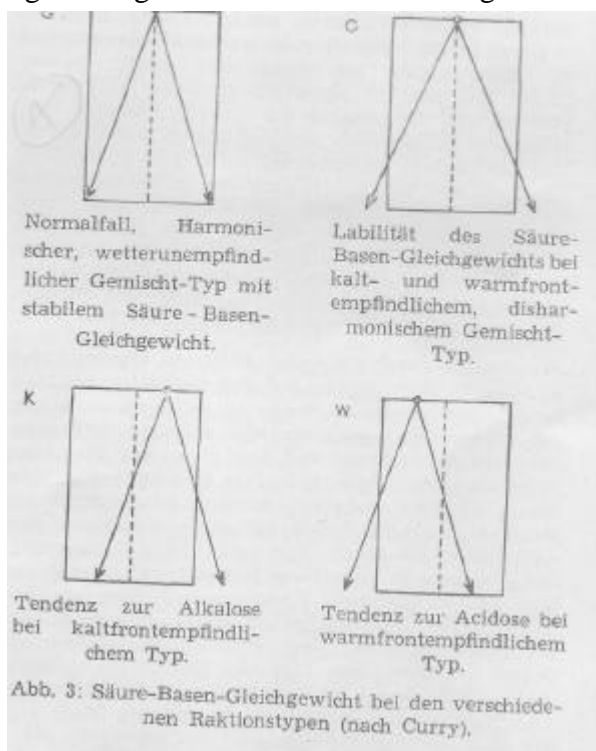 C
Normalfall, Harmoni-
scher, wetterunempfind-
licher Gemischt-Typ mit
stabilem Säure-Basen-
Gleichgewicht.
Labilität des Säure-
Basen-Gleichgewichts bei
kalt- und warmfront-
empfindlichem, dishar-
monischem Gemischt-
Typ.
K
W
Tendenz zur Alkalose
bei kaltfrontempfindli-
chem Typ.
Tendenz zur Acidose bei
warmfrontempfindlichem
Typ.
Abb. 3: Säure-Basen-Gleichgewicht bei den verschiede-
nen Raktionstypen (nach Curry).